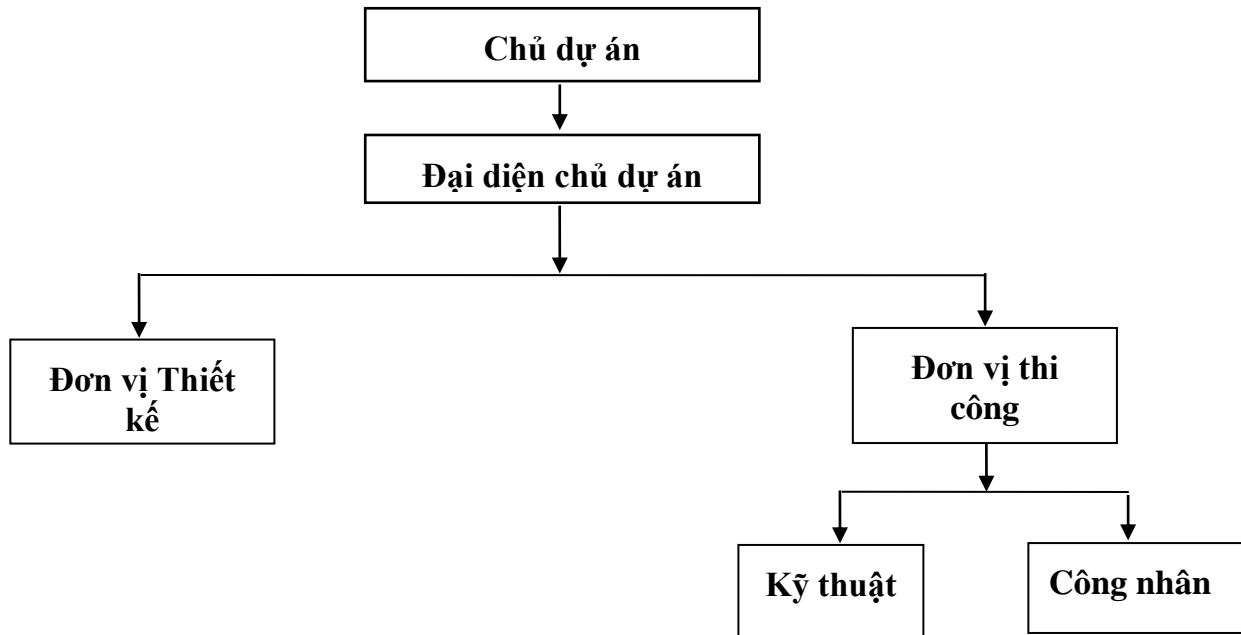 Chủ dự án
Đại diện chủ dự án
Đơn vị Thiết
kế
Đơn vị thi
công
Kỹ thuật
Công nhân